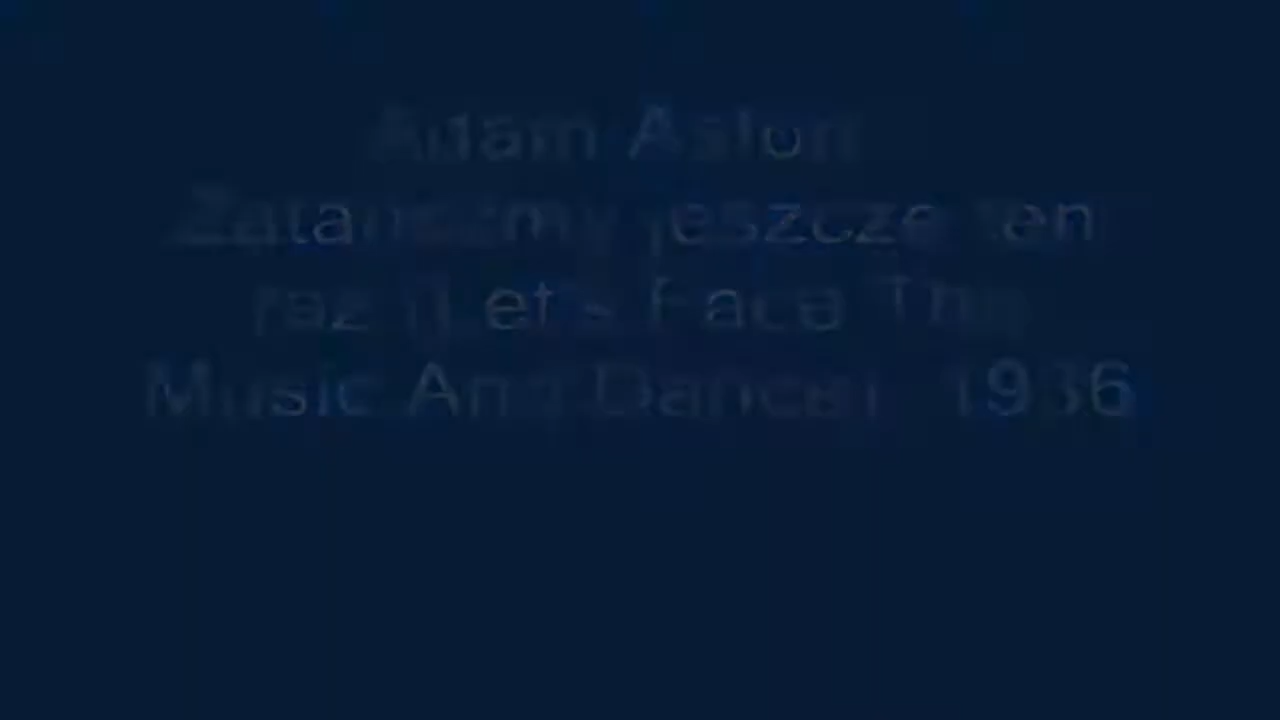 Adam Aston
Zatańczmy jeszcze ten
raz (Let's Face The
Music And Dance) 1936